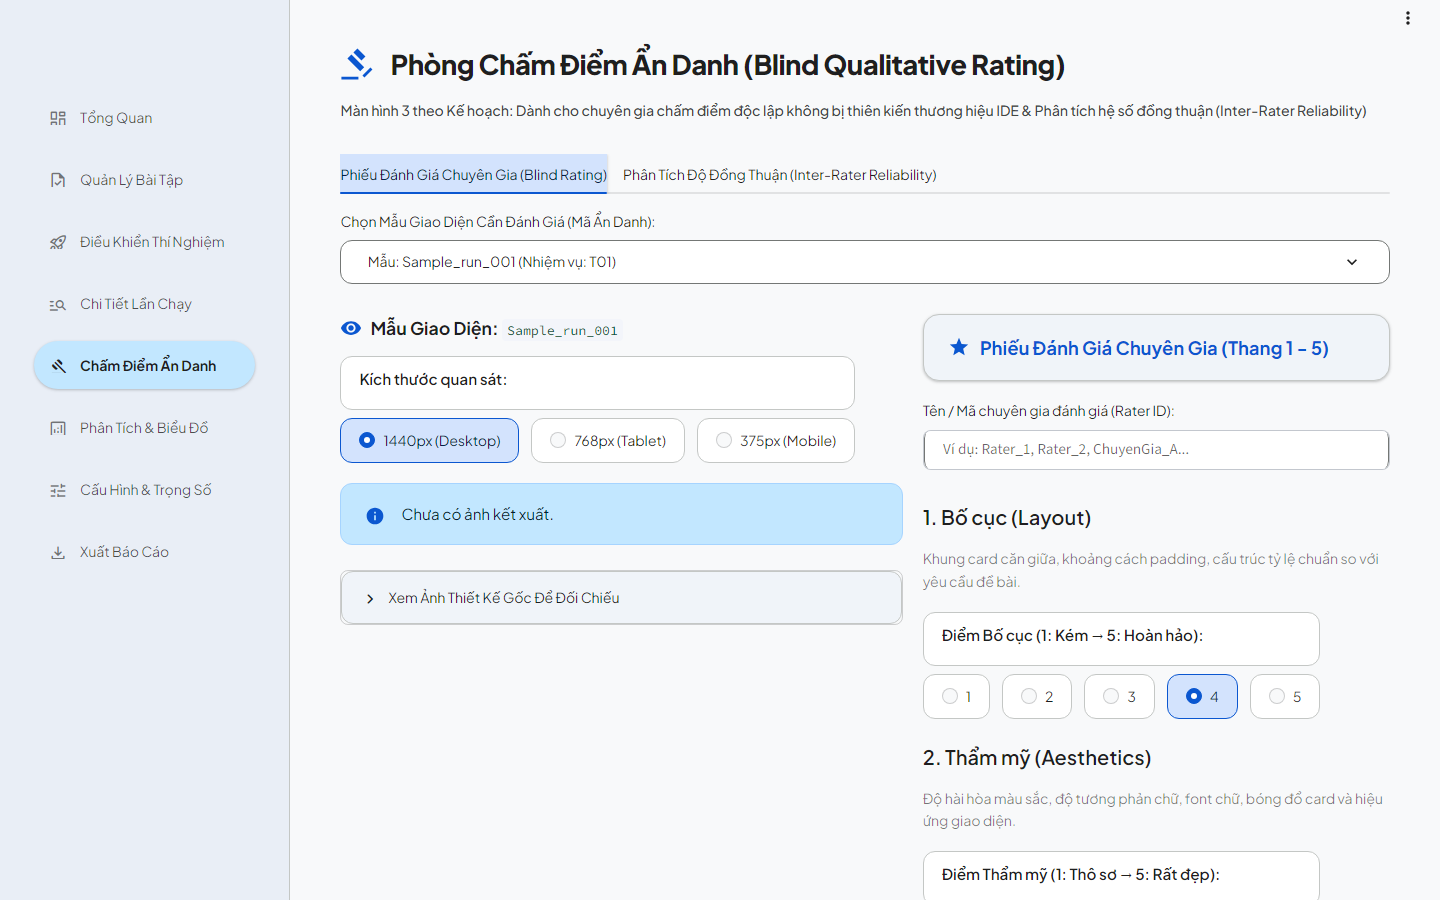 Tổng Quan
Quản Lý Bài Tập
Điều Khiển Thí Nghiệm
Chi Tiết Lần Chạy
Chấm Điểm Ẩn Danh
Phân Tích & Biểu Đồ
Cấu Hình & Trọng Số
Xuất Báo Cáo
Phòng Chấm Điểm Ẩn Danh (Blind Qualitative Rating)
Màn hình 3 theo Kế hoạch: Dành cho chuyên gia chấm điểm độc lập không bị thiên kiến thương hiệu IDE & Phân tích hệ số đồng thuận (Inter-Rater Reliability)
Phiếu Đánh Giá Chuyên Gia (Blind Rating)
Phân Tích Độ Đồng Thuận (Inter-Rater Reliability)
Chọn Mẫu Giao Diện Cần Đánh Giá (Mã Ẩn Danh):
Mẫu: Sample_run_001 (Nhiệm vụ: T01)
Mẫu Giao Diện: Sample_run_001
Kích thước quan sát:
1440px (Desktop)
768px (Tablet)
375px (Mobile)
Chưa có ảnh kết xuất.
Xem Ảnh Thiết Kế Gốc Để Đối Chiếu
Phiếu Đánh Giá Chuyên Gia (Thang 1 - 5)
Tên / Mã chuyên gia đánh giá (Rater ID):
Ví dụ: Rater_1, Rater_2, ChuyenGia_A...
1. Bố cục (Layout)
Khung card căn giữa, khoảng cách padding, cấu trúc tỷ lệ chuẩn so với
yêu cầu đề bài.
Điểm Bố cục (1: Kém → 5: Hoàn hảo):
1
2
3
4
5
2. Thẩm mỹ (Aesthetics)
Độ hài hòa màu sắc, độ tương phản chữ, font chữ, bóng đổ card và hiệu
ứng giao diện.
Điểm Thẩm mỹ (1: Thô sơ → 5: Rất đẹp):